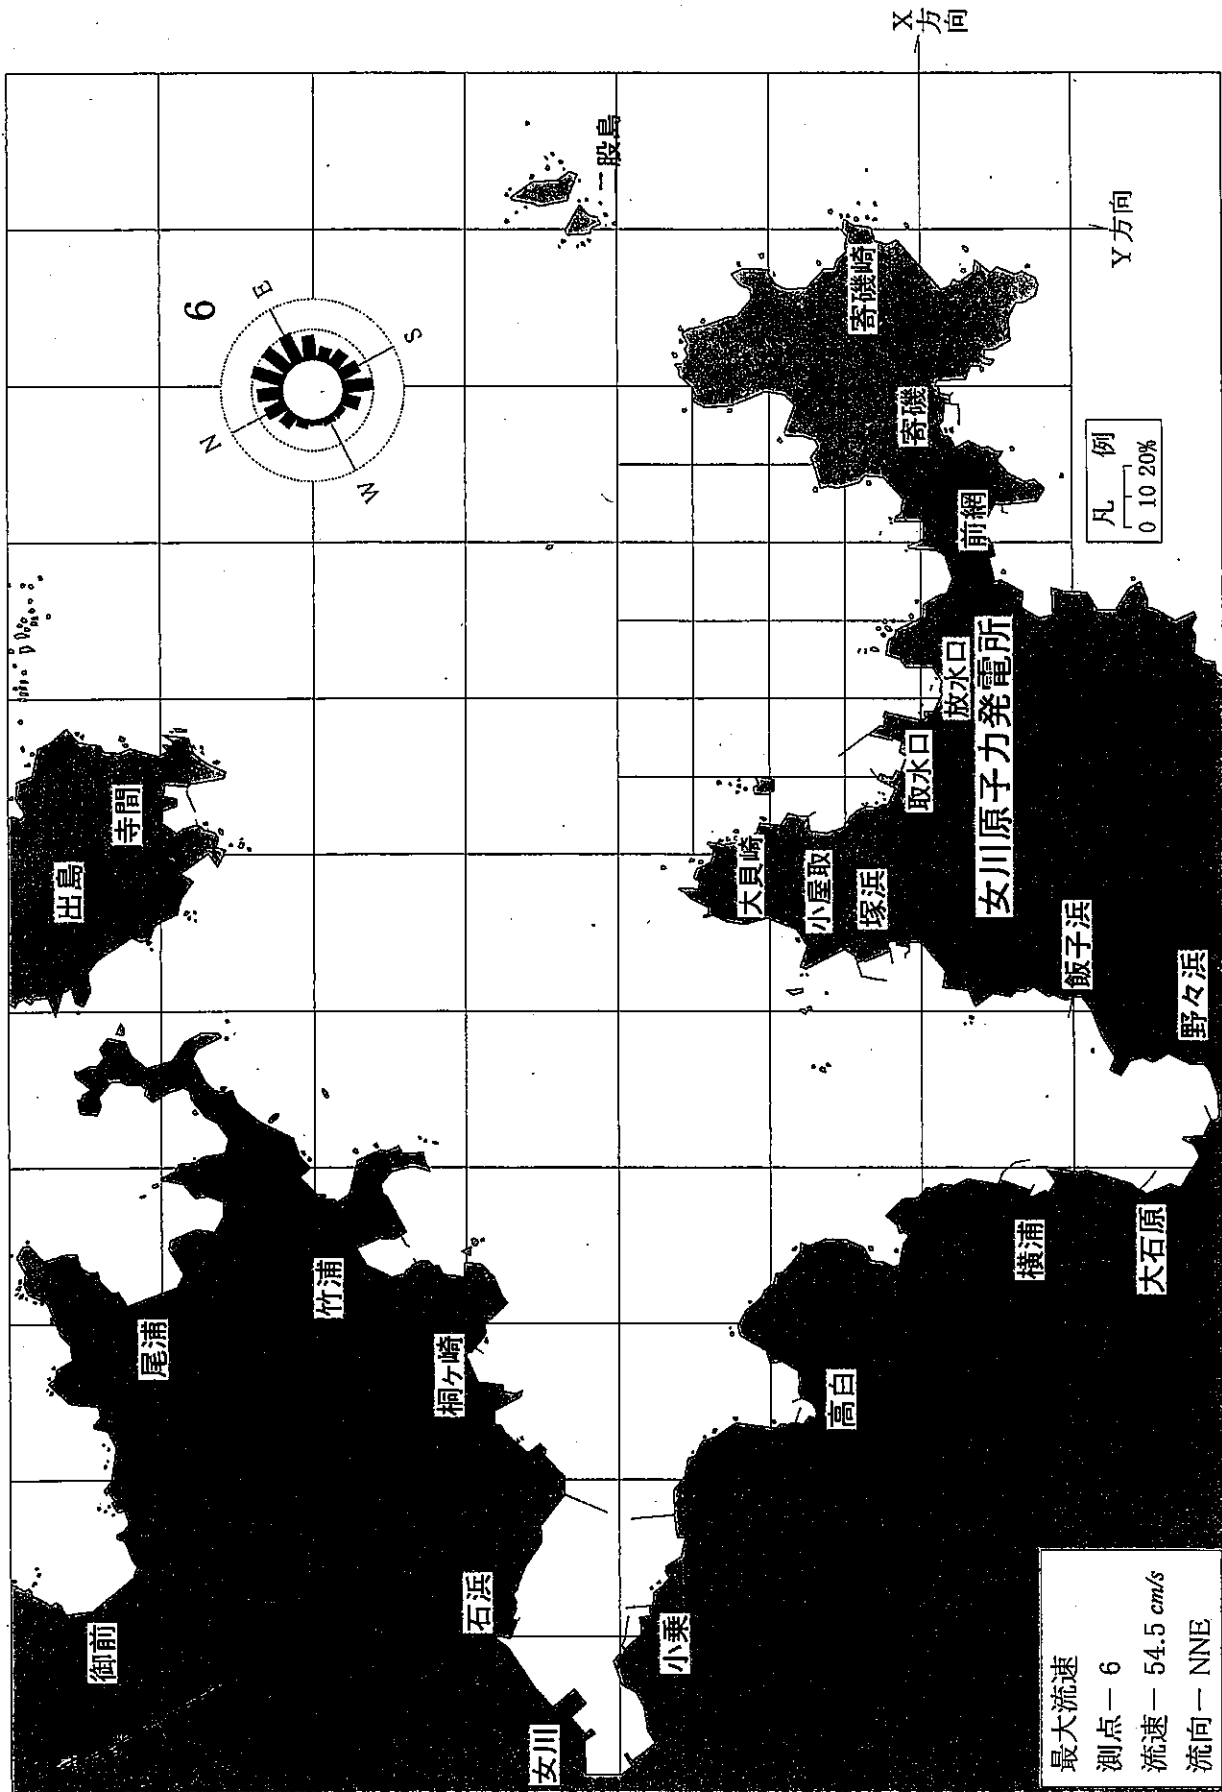 出島
寺間
6
N
E
S
W
二股島
御前
尾浦
竹浦
桐ヶ崎
石浜
女川
小乗
高白
横浦
大石原
野々浜
飯子浜
大貝崎
小屋取
塚浜
取水口
放水口
女川原子力発電所
前網
寄磯
寄磯崎
X方向
Y方向
凡 例
0 10 20%
最大流速
測点－6
流速－54.5 cm/s
流向－NNE